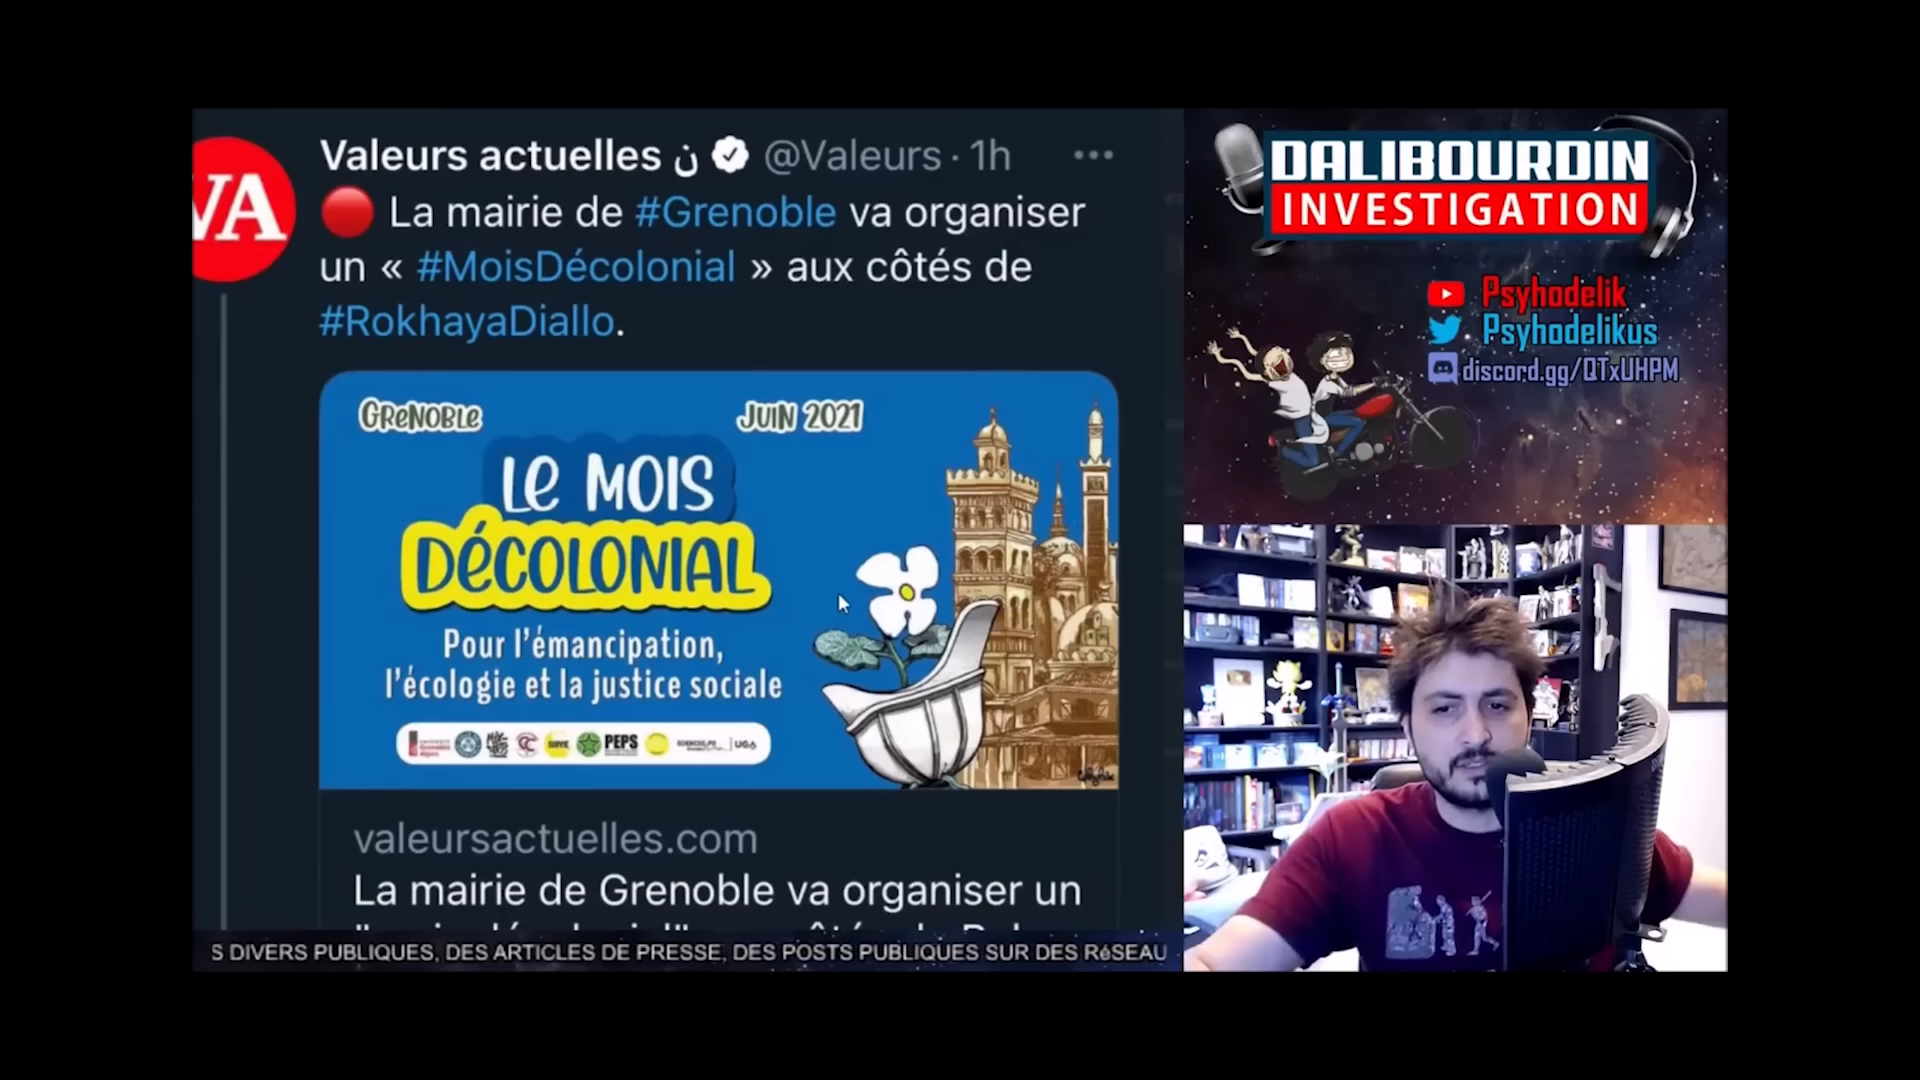 VA
Valeurs actuelles ن @Valeurs · 1h
La mairie de #Grenoble va organiser
un « #MoisDécolonial » aux côtés de
#RokhayaDiallo.
GReNOBLe
JUIN 2021
Le MOIS
DÉCOLONIAL
Pour l'émancipation,
l'écologie et la justice sociale
PEPS
UGA
valeursactuelles.com
La mairie de Grenoble va organiser un
S DIVERS PUBLIQUES, DES ARTICLES DE PRESSE, DES POSTS PUBLIQUES SUR DES RéSEAU
DALIBOURDIN
INVESTIGATION
Psyhodelik
Psyhodelikus
discord.gg/QTxUHPM